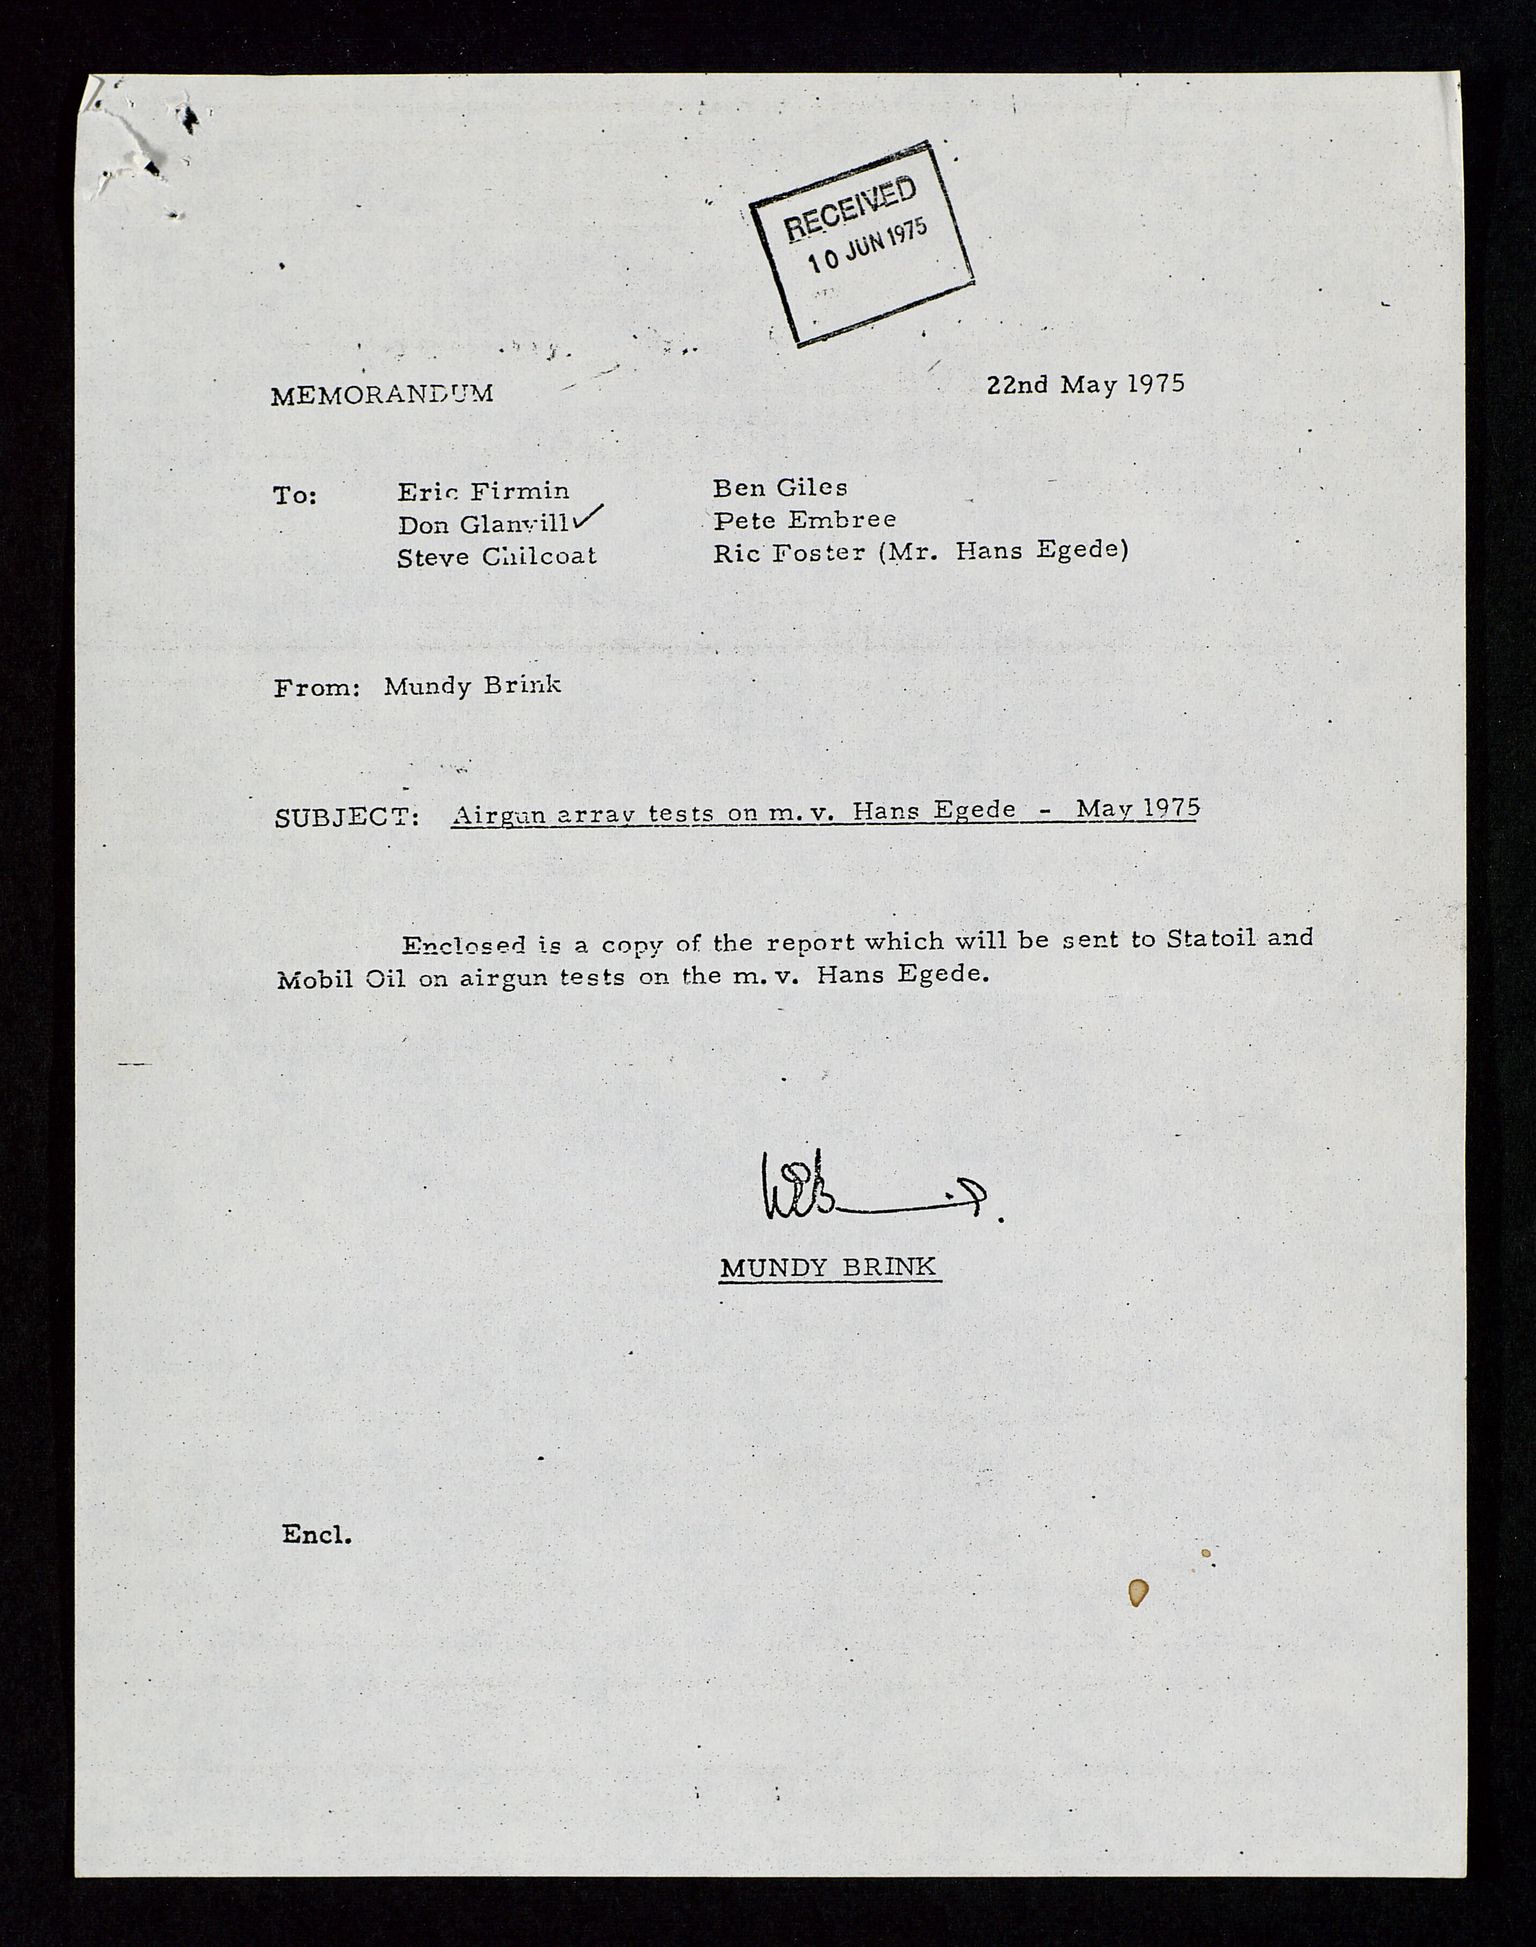 RECEIVED
10 JUN 1975
MEMORANDUM 22nd May 1975
To: Eric Firmin Ben Giles
Don Glanvill ✓ Pete Embree
Steve Chilcoat Ric Foster (Mr. Hans Egede)
From: Mundy Brink
SUBJECT: Airgun array tests on m.v. Hans Egede - May 1975
Enclosed is a copy of the report which will be sent to Statoil and
Mobil Oil on airgun tests on the m.v. Hans Egede.
MUNDY BRINK
Encl.